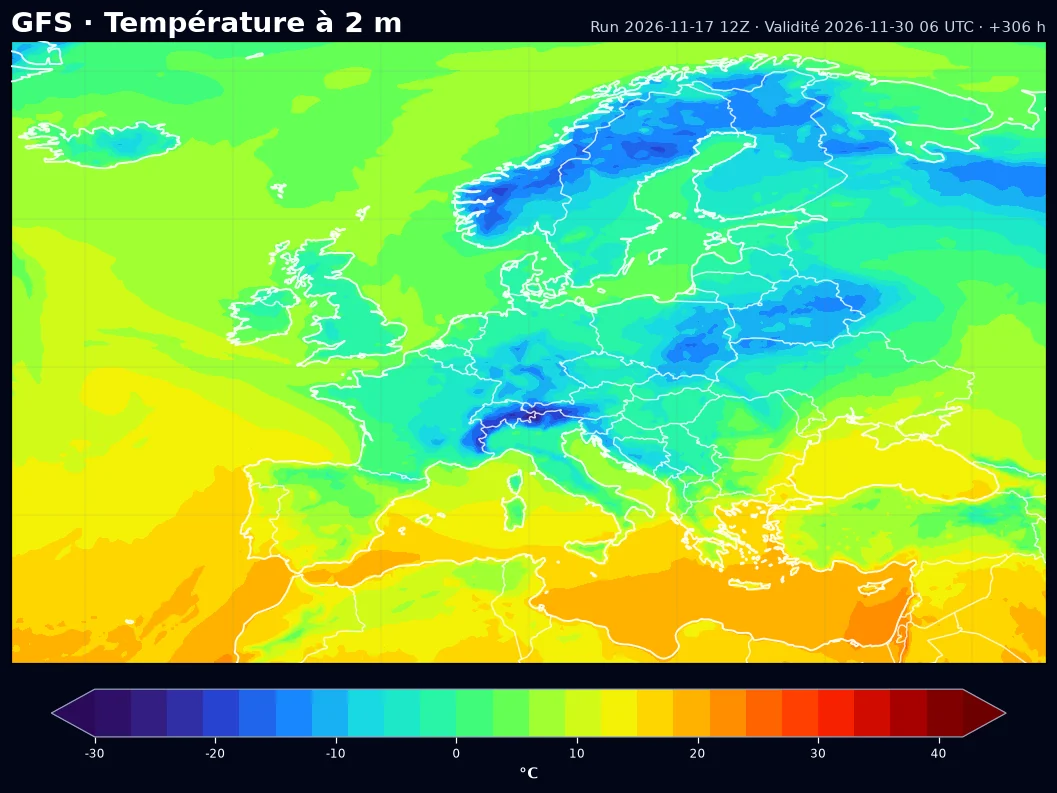 GFS · Température à 2 m
Run 2026-11-17 12Z · Validité 2026-11-30 06 UTC · +306 h
-30 -20 -10 0 10 20 30 40
°C